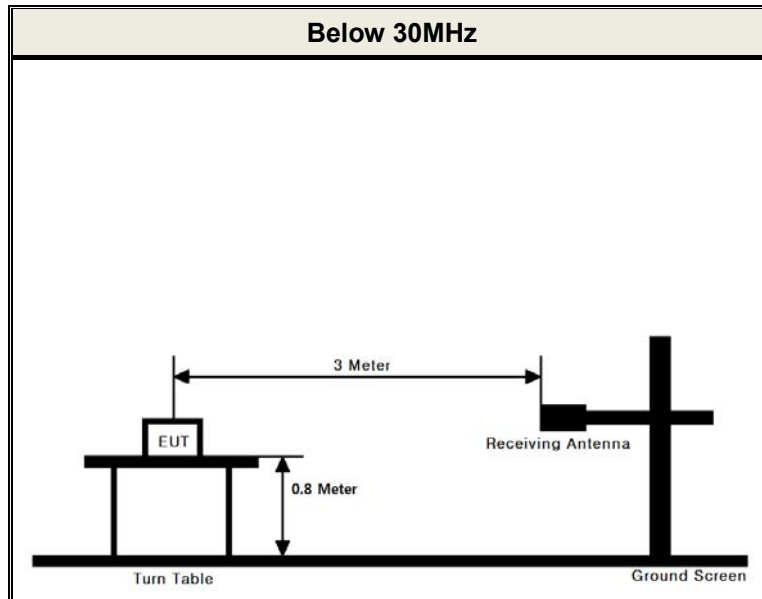 Below 30MHz
3 Meter
EUT
Receiving Antenna
0.8 Meter
Turn Table
Ground Screen